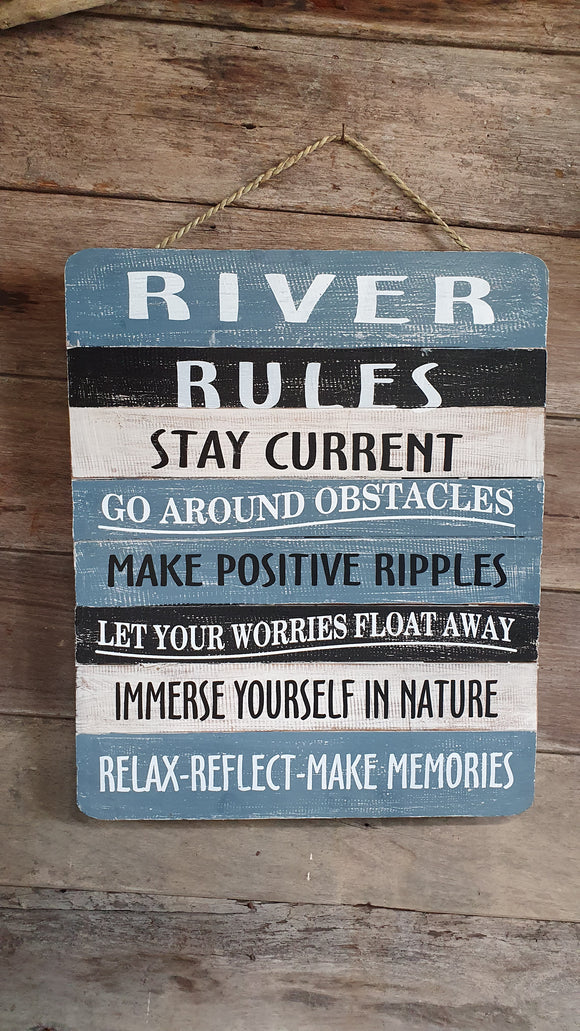 RIVER
RULES
STAY CURRENT
GO AROUND OBSTACLES
MAKE POSITIVE RIPPLES
LET YOUR WORRIES FLOAT AWAY
IMMERSE YOURSELF IN NATURE
RELAX-REFLECT-MAKE MEMORIES